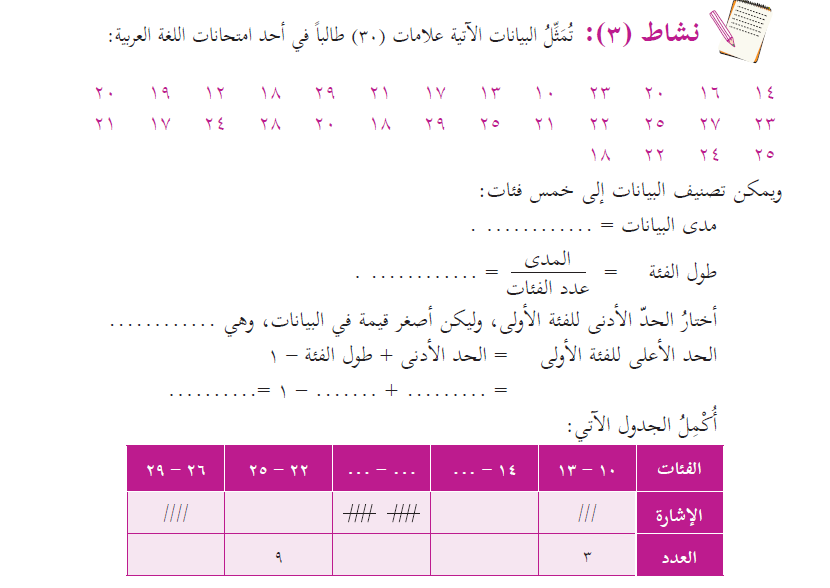 نشاط (٣): تُمَثِّلُ البيانات الآتية علامات (٣٠) طالباً في أحد امتحانات اللغة العربية:
١٤ ١٦ ٢٠ ٢٣ ١٠ ١٣ ١٧ ٢١ ٢٩ ١٨ ١٢ ١٩ ٢٠
٢٣ ٢٧ ٢٥ ٢٢ ٢١ ٢٥ ٢٩ ١٨ ٢٠ ٢٨ ٢٤ ١٧ ٢١
٢٥ ٢٤ ٢٢ ١٨
ويمكن تصنيف البيانات إلى خمس فئات:
مدى البيانات = ............ .
طول الفئة = المدى / عدد الفئات = ............ .
أختارُ الحدّ الأدنى للفئة الأولى، وليكن أصغر قيمة في البيانات، وهي ............
الحد الأعلى للفئة الأولى = الحد الأدنى + طول الفئة – ١
= ......... + ....... – ١ =..........
أُكْمِلُ الجدول الآتي:
الفئات ١٠ – ١٣ ١٤ – ... ... – ... ٢٢ – ٢٥ ٢٦ – ٢٩
الإشارة /// //// //// ////
العدد ٣ ٩